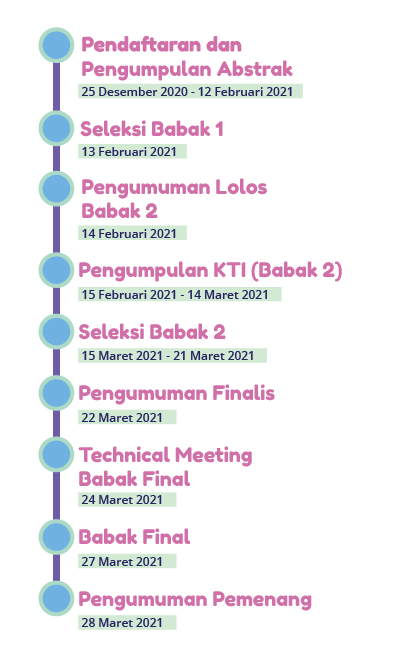 Pendaftaran dan
Pengumpulan Abstrak
25 Desember 2020 - 12 Februari 2021
Seleksi Babak 1
13 Februari 2021
Pengumuman Lolos
Babak 2
14 Februari 2021
Pengumpulan KTI (Babak 2)
15 Februari 2021 - 14 Maret 2021
Seleksi Babak 2
15 Maret 2021 - 21 Maret 2021
Pengumuman Finalis
22 Maret 2021
Technical Meeting
Babak Final
24 Maret 2021
Babak Final
27 Maret 2021
Pengumuman Pemenang
28 Maret 2021